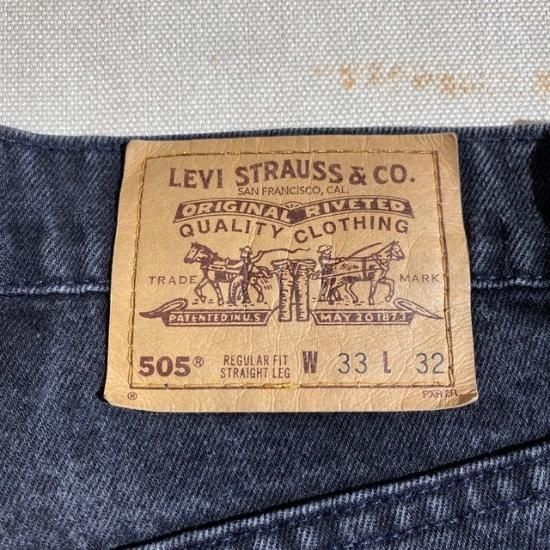 LEVI STRAUSS & CO.
SAN FRANCISCO, CAL.
ORIGINAL RIVETED
QUALITY CLOTHING
TRADE MARK
PATENTED IN U.S. MAY 20 1873
505® REGULAR FIT STRAIGHT LEG W 33 L 32
®